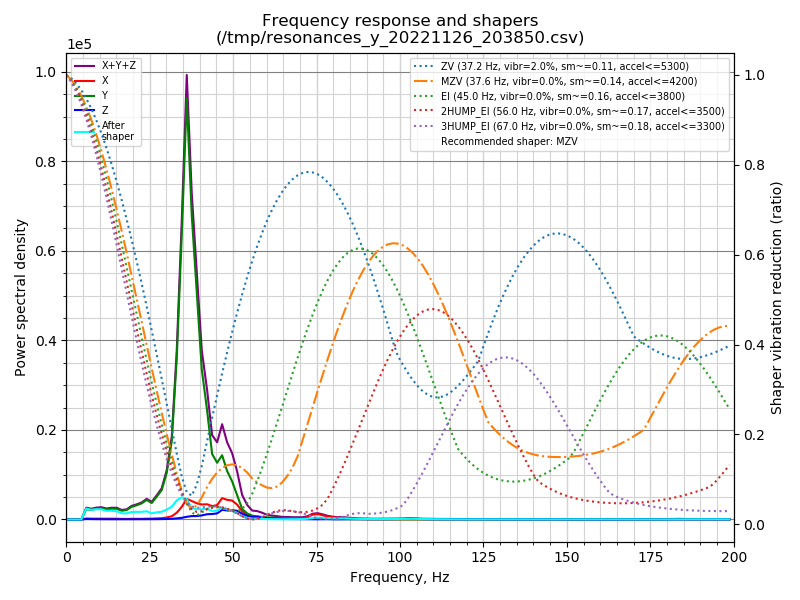 Frequency response and shapers
(/tmp/resonances_y_20221126_203850.csv)
1e5
X+Y+Z
X
Y
Z
After
shaper
ZV (37.2 Hz, vibr=2.0%, sm~=0.11, accel<=5300)
MZV (37.6 Hz, vibr=0.0%, sm~=0.14, accel<=4200)
EI (45.0 Hz, vibr=0.0%, sm~=0.16, accel<=3800)
2HUMP_EI (56.0 Hz, vibr=0.0%, sm~=0.17, accel<=3500)
3HUMP_EI (67.0 Hz, vibr=0.0%, sm~=0.18, accel<=3300)
Recommended shaper: MZV
Power spectral density
1.0
0.8
0.6
0.4
0.2
0.0
Shaper vibration reduction (ratio)
1.0
0.8
0.6
0.4
0.2
0.0
0 25 50 75 100 125 150 175 200
Frequency, Hz